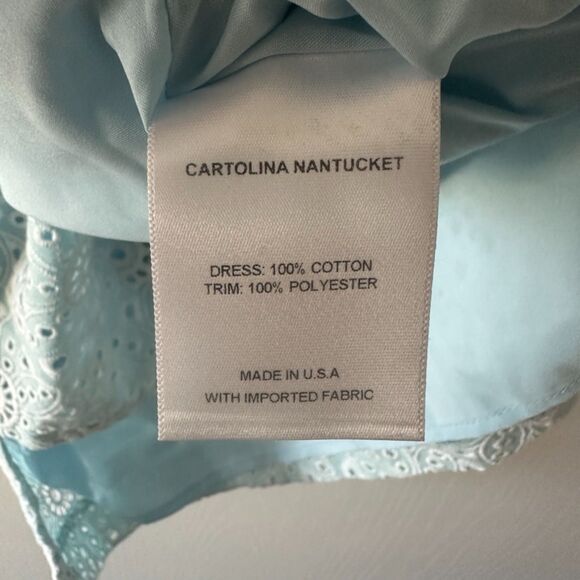 CARTOLINA NANTUCKET
DRESS: 100% COTTON
TRIM: 100% POLYESTER
MADE IN U.S.A
WITH IMPORTED FABRIC